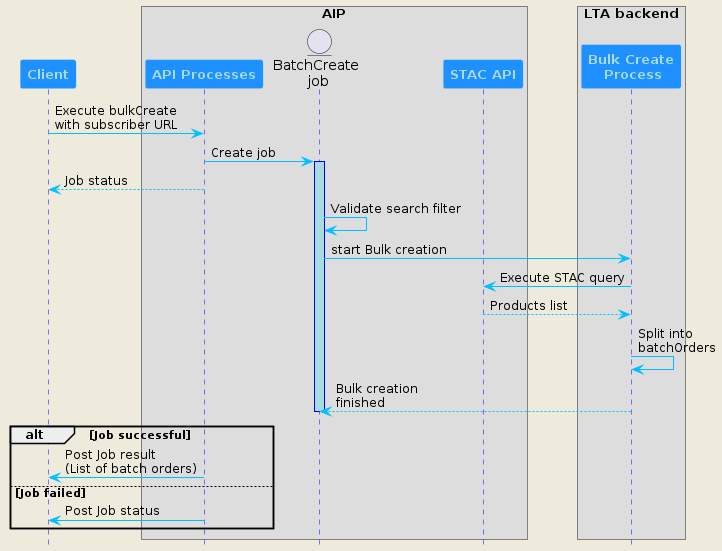 AIP
LTA backend
Client
API Processes
BatchCreate
job
STAC API
Bulk Create
Process
Execute bulkCreate
with subscriber URL
Create job
Job status
Validate search filter
start Bulk creation
Execute STAC query
Products list
Split into
batchOrders
Bulk creation
finished
alt [Job successful]
Post Job result
(List of batch orders)
[Job failed]
Post Job status